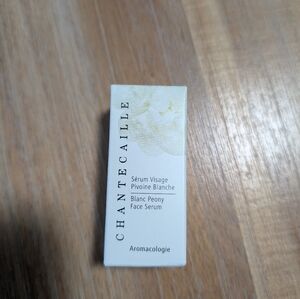 CHANTECAILLE
Sérum Visage
Pivoine Blanche
Blanc Peony
Face Serum
Aromacologie